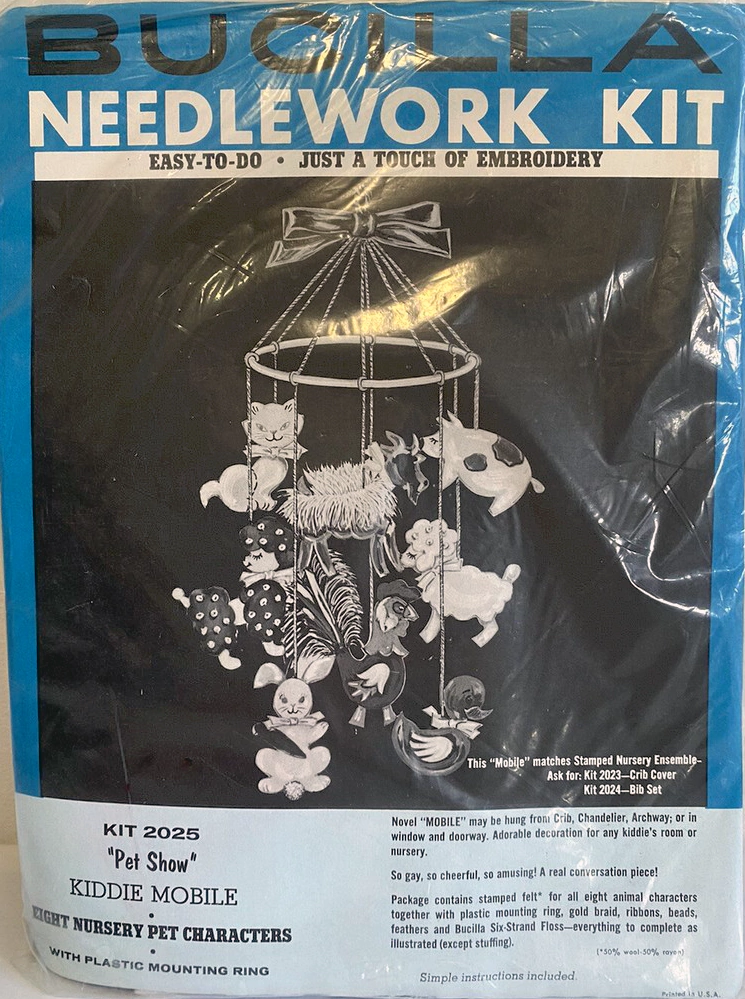 BUCILLA
NEEDLEWORK KIT
EASY-TO-DO • JUST A TOUCH OF EMBROIDERY
This "Mobile" matches Stamped Nursery Ensemble-
Ask for: Kit 2023—Crib Cover
Kit 2024—Bib Set
KIT 2025
"Pet Show"
KIDDIE MOBILE
•
EIGHT NURSERY PET CHARACTERS
•
WITH PLASTIC MOUNTING RING
Novel "MOBILE" may be hung from Crib, Chandelier, Archway; or in
window and doorway. Adorable decoration for any kiddie's room or
nursery.
So gay, so cheerful, so amusing! A real conversation piece!
Package contains stamped felt* for all eight animal characters
together with plastic mounting ring, gold braid, ribbons, beads,
feathers and Bucilla Six-Strand Floss—everything to complete as
illustrated (except stuffing).
(*50% wool-50% rayon)
Simple instructions included.
Printed in U.S.A.